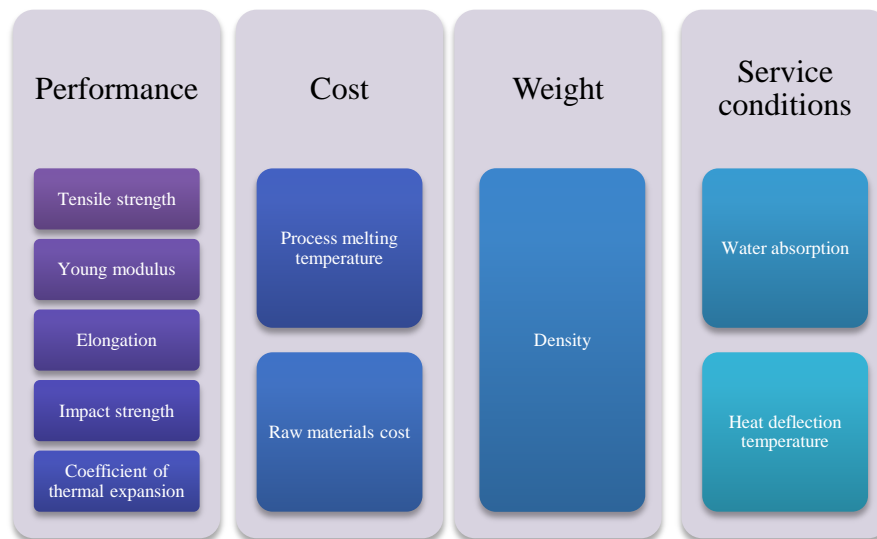 Performance
Tensile strength
Young modulus
Elongation
Impact strength
Coefficient of
thermal expansion
Cost
Process melting
temperature
Raw materials cost
Weight
Density
Service
conditions
Water absorption
Heat deflection
temperature